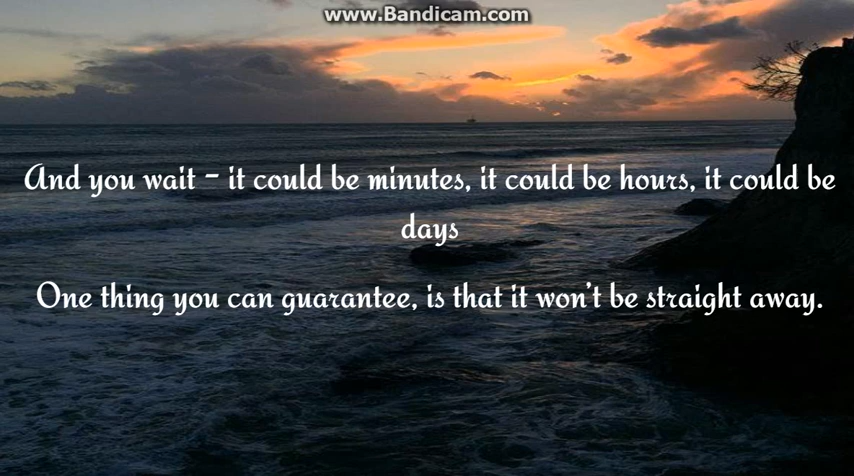 www.Bandicam.com
And you wait - it could be minutes, it could be hours, it could be
days
One thing you can guarantee, is that it won't be straight away.